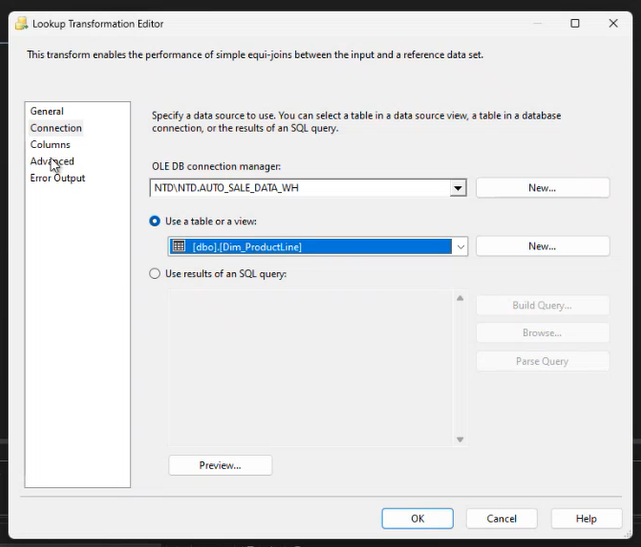 Lookup Transformation Editor
This transform enables the performance of simple equi-joins between the input and a reference data set.
General
Connection
Columns
Advanced
Error Output
Specify a data source to use. You can select a table in a data source view, a table in a database
connection, or the results of an SQL query.
OLE DB connection manager:
NTD\NTD.AUTO_SALE_DATA_WH
New...
Use a table or a view:
[dbo].[Dim_ProductLine]
New...
Use results of an SQL query:
Build Query...
Browse...
Parse Query
Preview...
OK
Cancel
Help